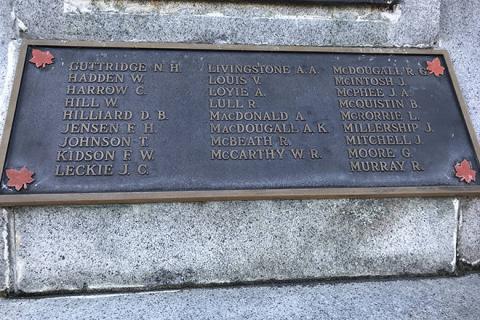 GUTTRIDGE N. H.
HADDEN W.
HARROW C.
HILL W.
HILLIARD D. B.
JENSEN E. H.
JOHNSON T.
KIDSON F. W.
LECKIE J. C.
LIVINGSTONE A. A.
LOUIS V.
LOYIE A.
LULL R.
MACDONALD A.
MACDOUGALL A. K.
MCBEATH R.
MCCARTHY W. R.
MCDOUGALL R. G.
MCINTOSH J.
MCPHEE J. A.
MCQUISTIN B.
MCRORRIE L.
MILLERSHIP J.
MITCHELL J.
MOORE G.
MURRAY R.